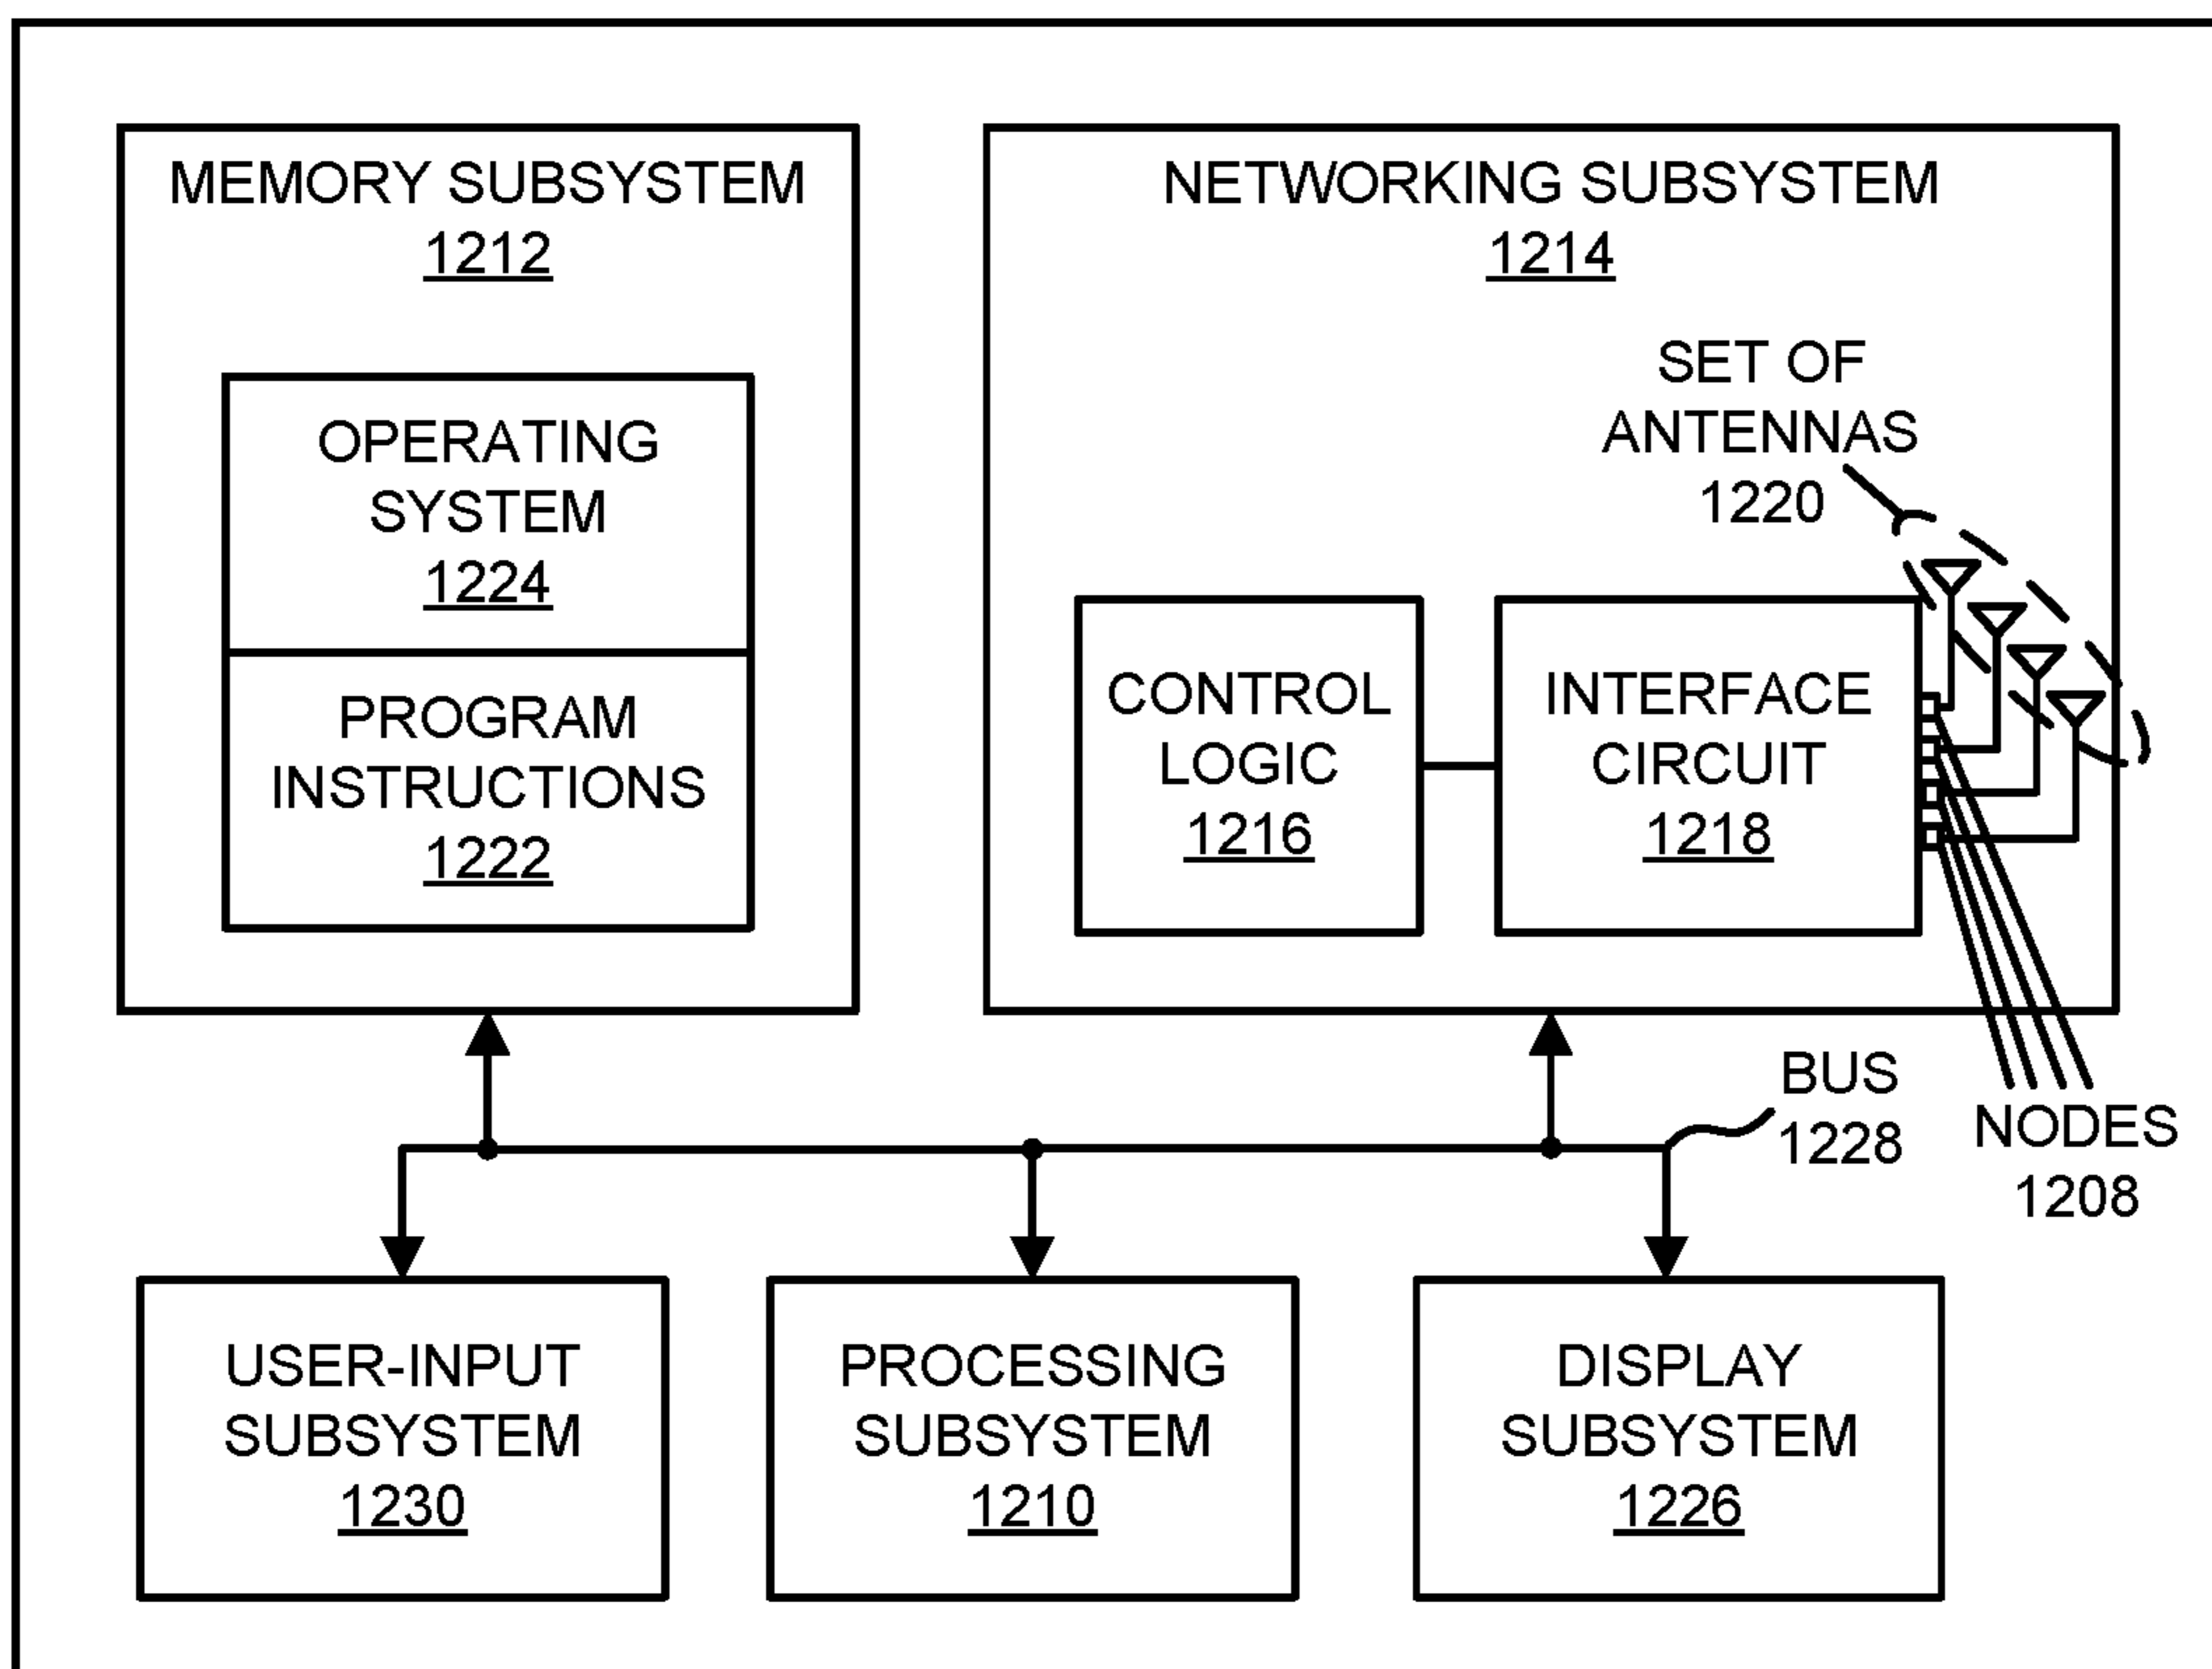 MEMORY SUBSYSTEM
1212
OPERATING
SYSTEM
1224
PROGRAM
INSTRUCTIONS
1222
NETWORKING SUBSYSTEM
1214
SET OF
ANTENNAS
1220
CONTROL
LOGIC
1216
INTERFACE
CIRCUIT
1218
BUS
1228
NODES
1208
USER-INPUT
SUBSYSTEM
1230
PROCESSING
SUBSYSTEM
1210
DISPLAY
SUBSYSTEM
1226